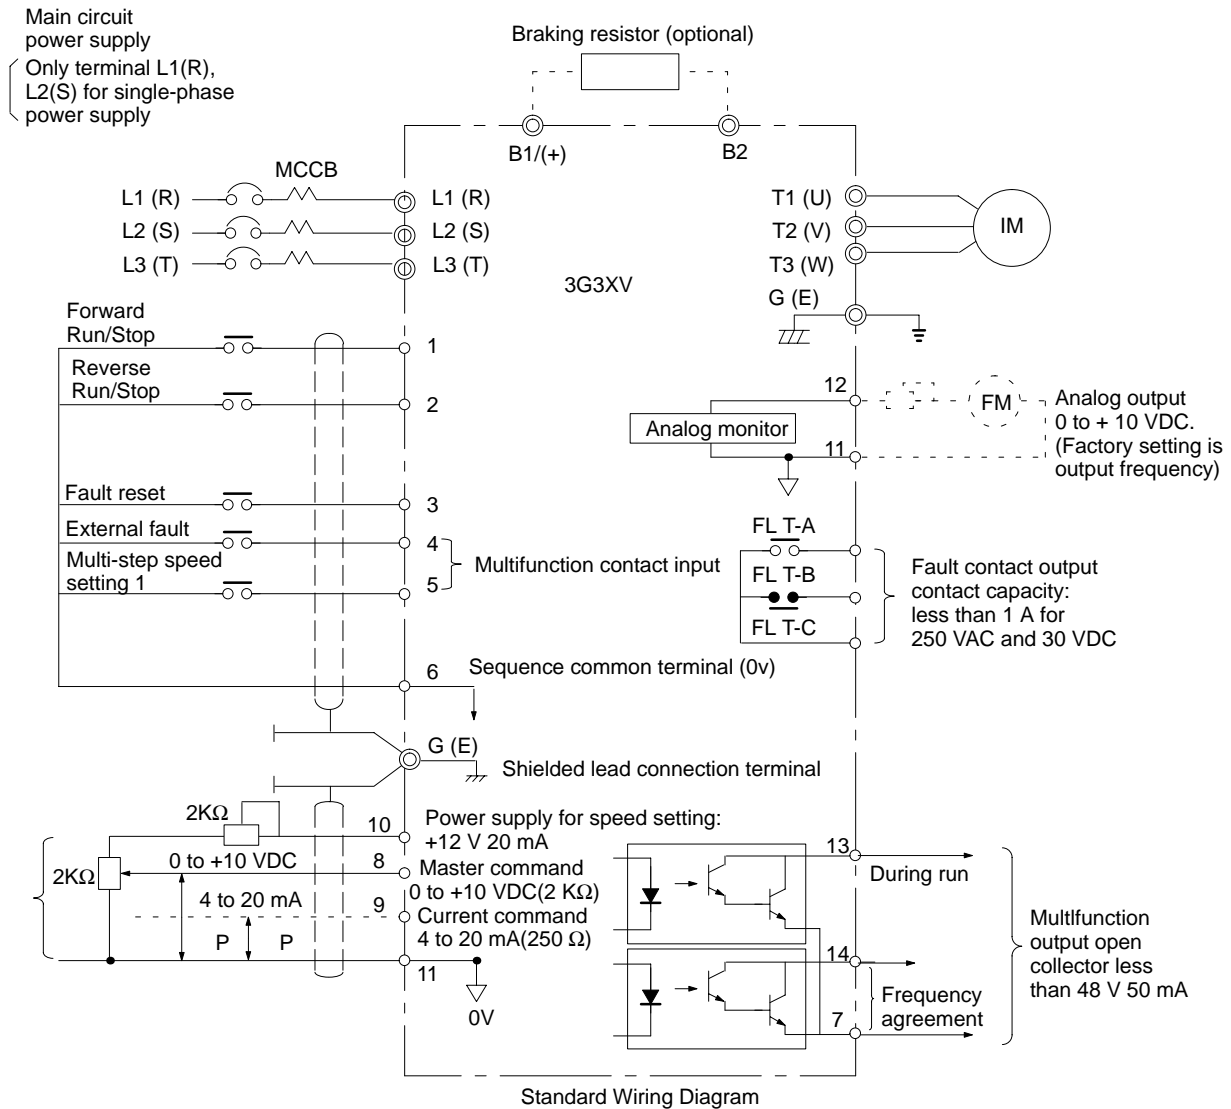 Main circuit
power supply
Only terminal L1(R),
L2(S) for single-phase
power supply
Braking resistor (optional)
B1/(+)
B2
MCCB
L1 (R)
L1 (R)
L2 (S)
L2 (S)
L3 (T)
L3 (T)
3G3XV
T1 (U)
T2 (V)
T3 (W)
IM
G (E)
Forward
Run/Stop
1
Reverse
Run/Stop
2
Fault reset
3
External fault
4
Multi-step speed
setting 1
5
Multifunction contact input
6
Sequence common terminal (0v)
12
FM
Analog monitor
11
Analog output
0 to + 10 VDC.
(Factory setting is
output frequency)
FL T-A
FL T-B
FL T-C
Fault contact output
contact capacity:
less than 1 A for
250 VAC and 30 VDC
G (E)
Shielded lead connection terminal
2KΩ
10
Power supply for speed setting:
+12 V 20 mA
2KΩ
0 to +10 VDC
8
Master command
0 to +10 VDC(2 KΩ)
4 to 20 mA
9
Current command
4 to 20 mA(250 Ω)
P
P
11
0V
13
During run
14
Frequency
agreement
7
Multlfunction
output open
collector less
than 48 V 50 mA
Standard Wiring Diagram